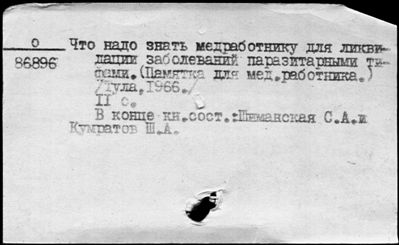 О
86896
Что надо знать медработнику для ликви-
дации заболеваний паразитарными ти-
фами.(Памятка для мед.работника.)
/Тула,1966./
II с.
В конце кн.сост.:Шиманская С.А.и
Кумратов Ш.А.